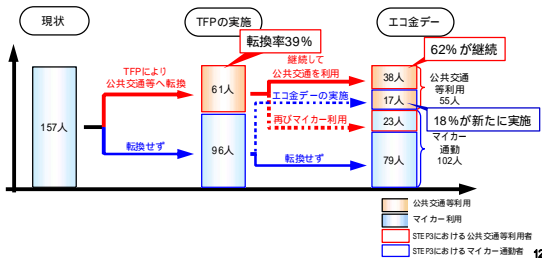 現状
TFPの実施
エコ金デー
転換率39%
62%が継続
TFPにより
公共交通等へ転換
継続して
公共交通を利用
157人
61人
96人
38人
17人
23人
79人
エコ金デーの実施
再びマイカー利用
転換せず
転換せず
公共交通
等利用
55人
18%が新たに実施
マイカー
通勤
102人
公共交通等利用
マイカー利用
STEP3における公共交通等利用者
STEP3におけるマイカー通勤者
12